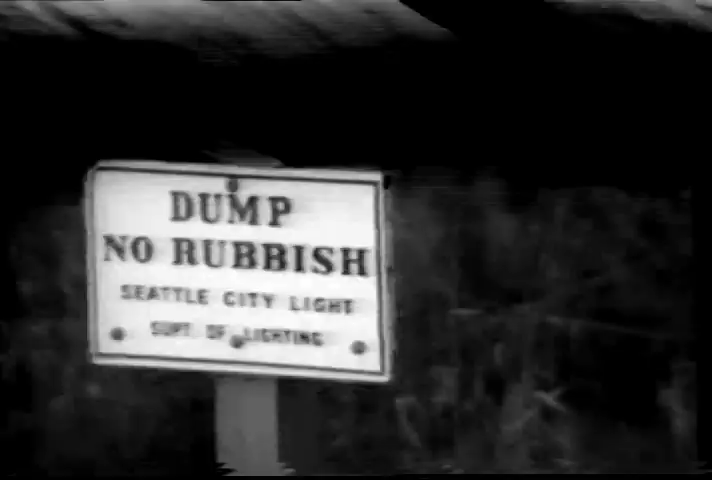 DUMP
NO RUBBISH
SEATTLE CITY LIGHT
SUPT. OF LIGHTING